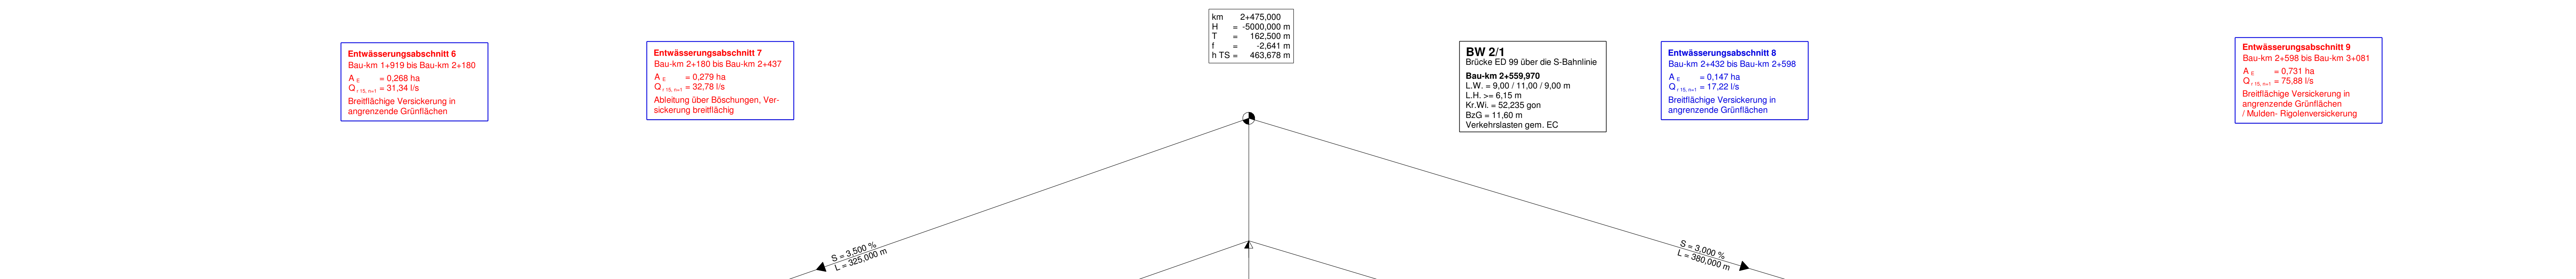 Entwässerungsabschnitt 6
Bau-km 1+919 bis Bau-km 2+180
A E = 0,268 ha
Q r 15, n=1 = 31,34 l/s
Breitflächige Versickerung in
angrenzende Grünflächen
Entwässerungsabschnitt 7
Bau-km 2+180 bis Bau-km 2+437
A E = 0,279 ha
Q r 15, n=1 = 32,78 l/s
Ableitung über Böschungen, Ver-
sickerung breitflächig
km 2+475,000
H = -5000,000 m
T = 162,500 m
f = -2,641 m
h TS = 463,678 m
BW 2/1
Brücke ED 99 über die S-Bahnlinie
Bau-km 2+559,970
L.W. = 9,00 / 11,00 / 9,00 m
L.H. >= 6,15 m
Kr.Wi. = 52,235 gon
BzG = 11,60 m
Verkehrslasten gem. EC
Entwässerungsabschnitt 8
Bau-km 2+432 bis Bau-km 2+598
A E = 0,147 ha
Q r 15, n=1 = 17,22 l/s
Breitflächige Versickerung in
angrenzende Grünflächen
Entwässerungsabschnitt 9
Bau-km 2+598 bis Bau-km 3+081
A E = 0,731 ha
Q r 15, n=1 = 75,88 l/s
Breitflächige Versickerung in
angrenzende Grünflächen
/ Mulden- Rigolenversickerung
S = 3,500 %
L = 325,000 m
S = 3,000 %
L = 380,000 m